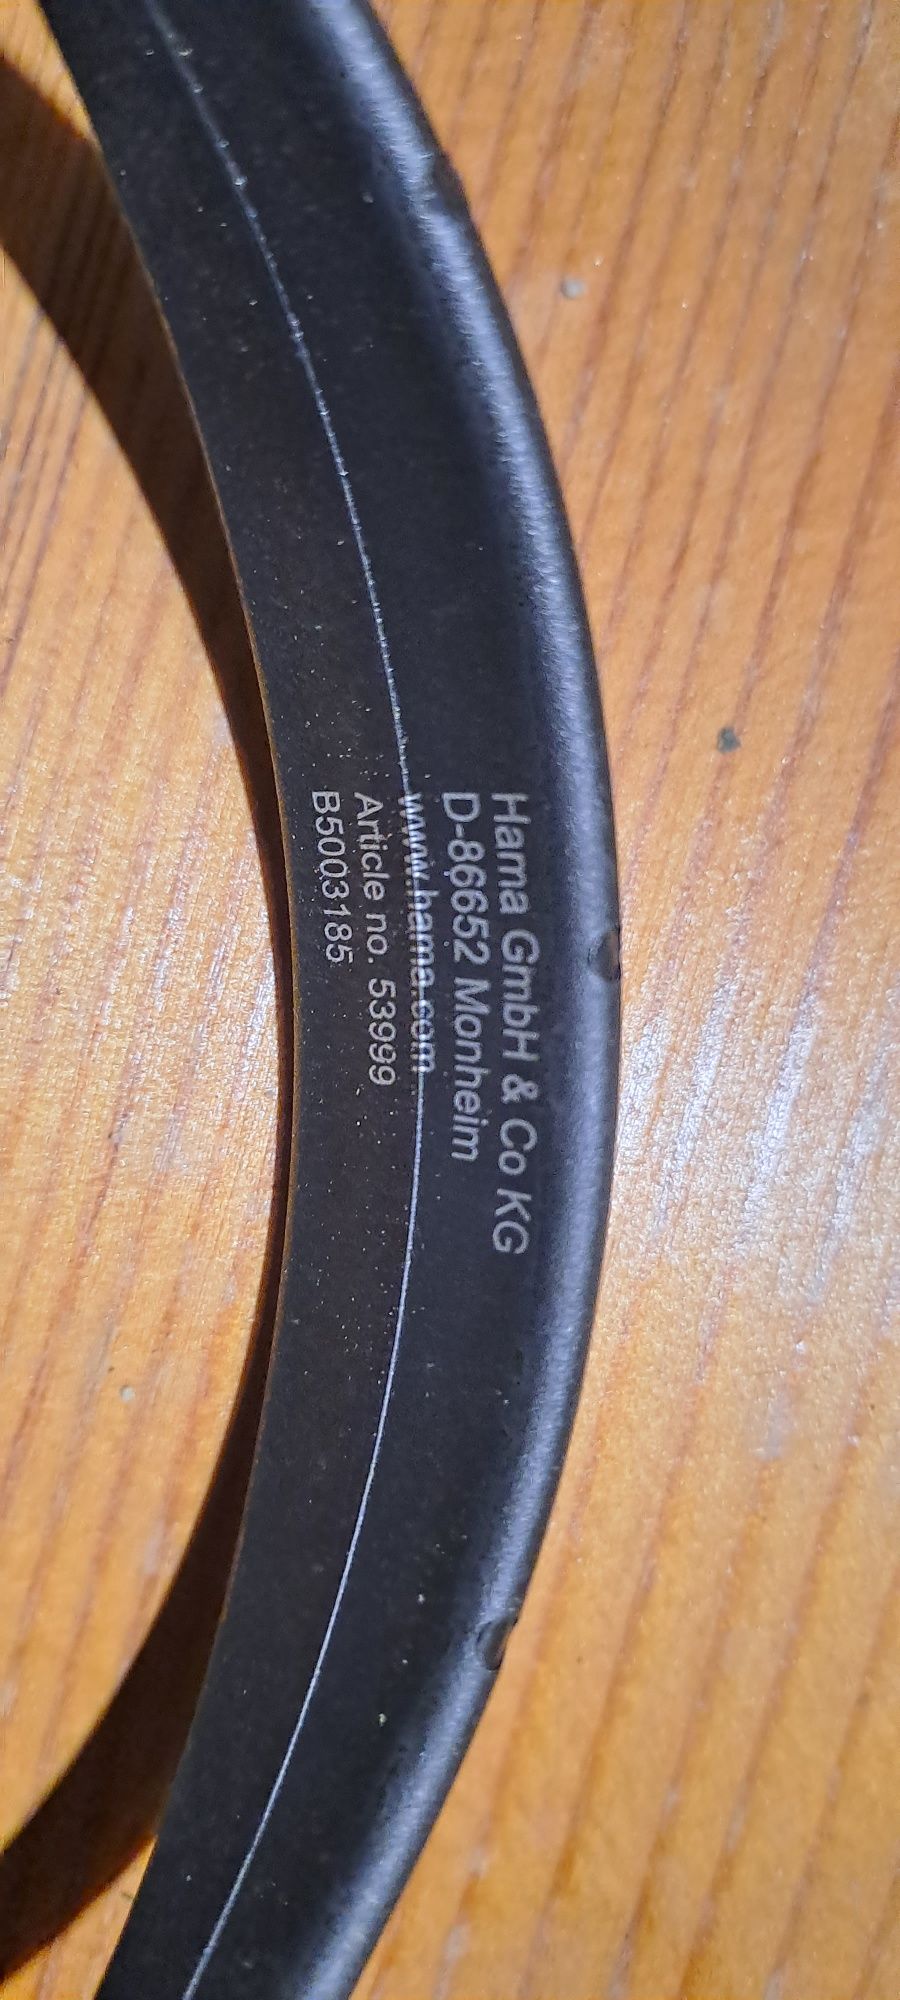 Hama GmbH & Co KG
D-86652 Monheim
www.hama.com
Article no. 53999
B5003185